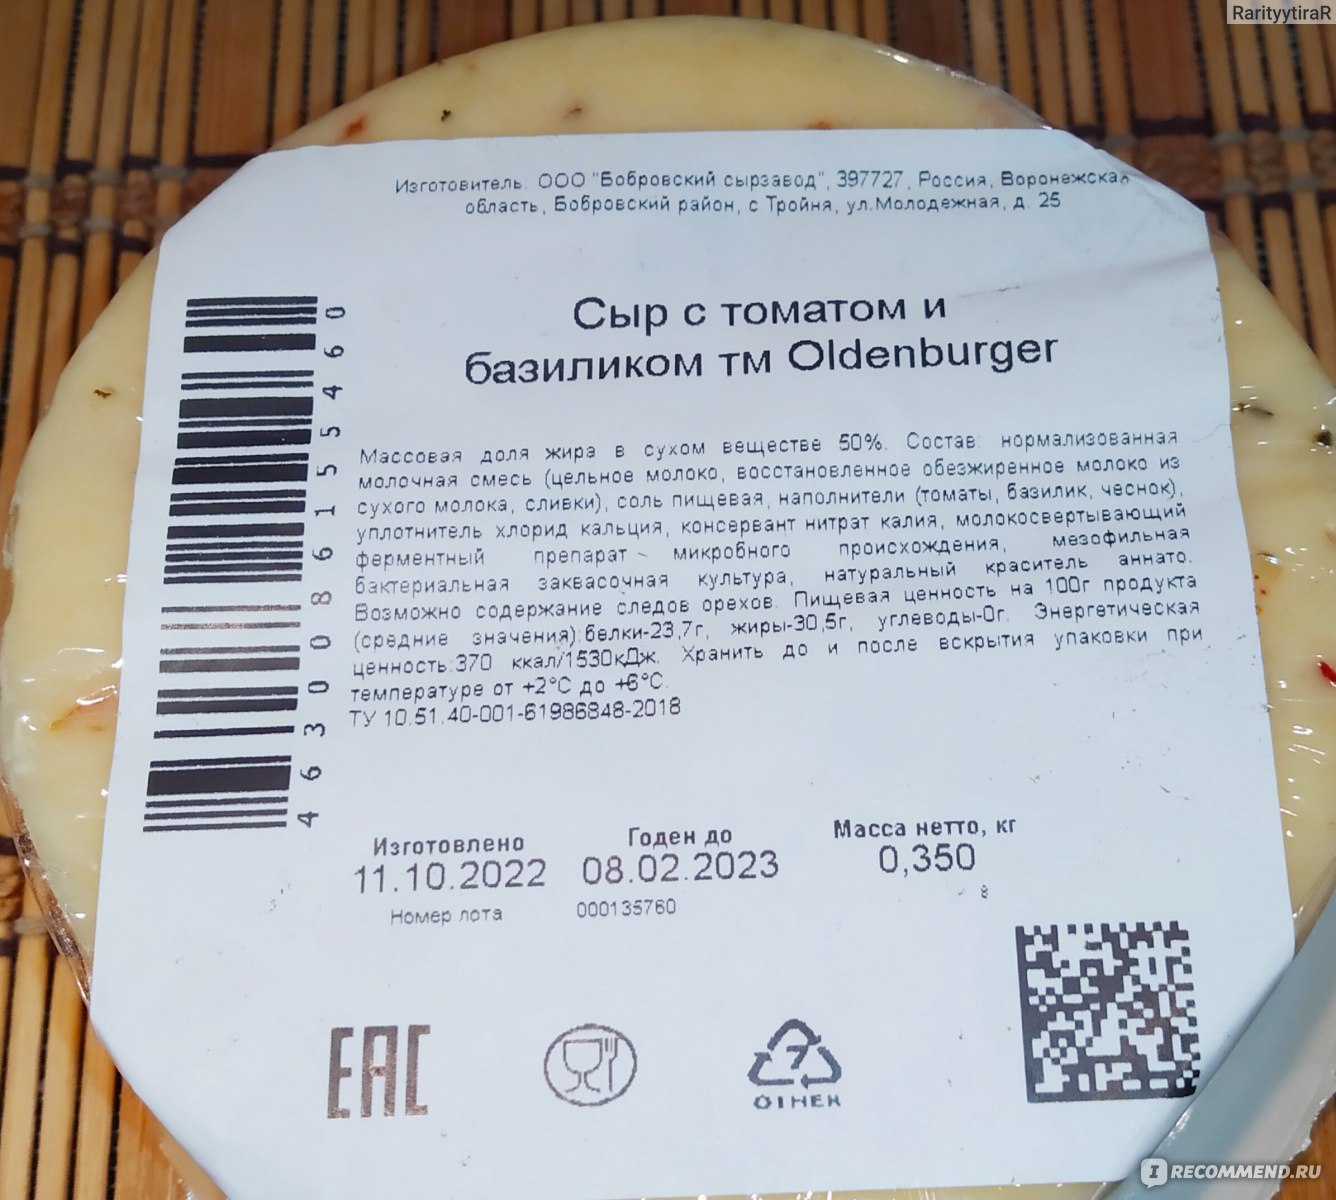 RarityytiraR
Изготовитель: ООО "Бобровский сырзавод", 397727, Россия, Воронежская
область, Бобровский район, с.Тройня, ул.Молодежная, д. 25
Сыр с томатом и
базиликом тм Oldenburger
Массовая доля жира в сухом веществе 50%. Состав: нормализованная
молочная смесь (цельное молоко, восстановленное обезжиренное молоко из
сухого молока, сливки), соль пищевая, наполнители (томаты, базилик, чеснок),
уплотнитель хлорид кальция, консервант нитрат калия, молокосвертывающий
ферментный препарат микробного происхождения, мезофильная
бактериальная заквасочная культура, натуральный краситель аннато.
Возможно содержание следов орехов. Пищевая ценность на 100г продукта
(средние значения):белки-23,7г, жиры-30,5г, углеводы-0г. Энергетическая
ценность:370 ккал/1530кДж. Хранить до и после вскрытия упаковки при
температуре от +2°С до +6°С.
ТУ 10.51.40-001-61986848-2018
4630086155460
Изготовлено Годен до Масса нетто, кг
11.10.2022 08.02.2023 0,350
Номер лота 000135760
8
EAC
7
OTHER
IRECOMMEND.RU